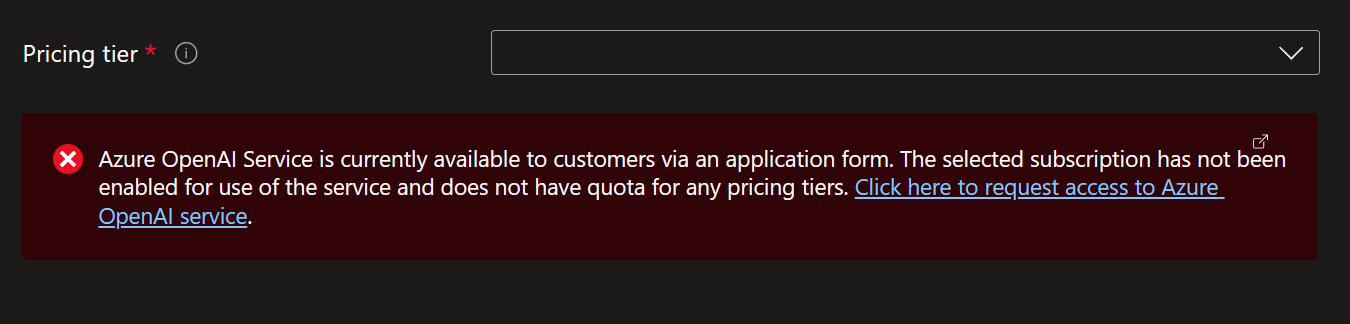 Pricing tier *
Azure OpenAI Service is currently available to customers via an application form. The selected subscription has not been
enabled for use of the service and does not have quota for any pricing tiers. Click here to request access to Azure
OpenAI service.